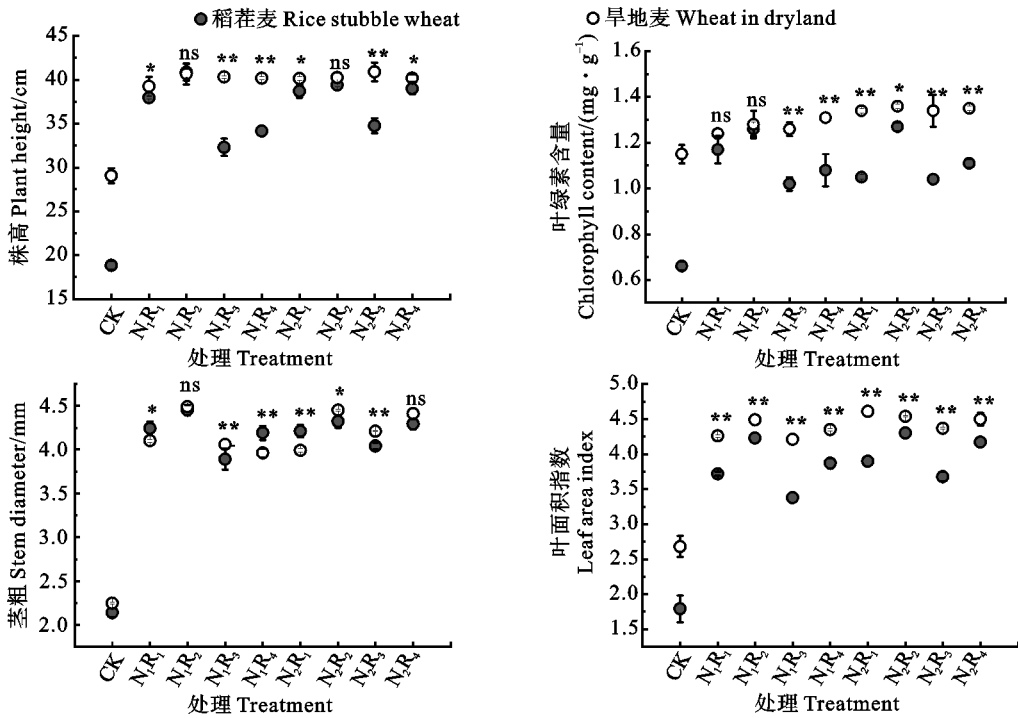 稻茬麦 Rice stubble wheat
旱地麦 Wheat in dryland
株高 Plant height/cm
45
40
35
30
25
20
15
* ns ** ** * ns ** *
CK N₁R₁ N₁R₂ N₁R₃ N₁R₄ N₂R₁ N₂R₂ N₂R₃ N₂R₄
处理 Treatment
叶绿素含量
Chlorophyll content/(mg·g⁻¹)
1.6
1.4
1.2
1.0
0.8
0.6
ns ns ** ** ** * ** **
CK N₁R₁ N₁R₂ N₁R₃ N₁R₄ N₂R₁ N₂R₂ N₂R₃ N₂R₄
处理 Treatment
茎粗 Stem diameter/mm
4.5
4.0
3.0
2.5
2.0
* ns ** ** ** * ** ns
CK N₁R₁ N₁R₂ N₁R₃ N₁R₄ N₂R₁ N₂R₂ N₂R₃ N₂R₄
处理 Treatment
叶面积指数
Leaf area index
5.0
4.5
4.0
3.5
3.0
2.5
2.0
1.5
** ** ** ** ** ** ** **
CK N₁R₁ N₁R₂ N₁R₃ N₁R₄ N₂R₁ N₂R₂ N₂R₃ N₂R₄
处理 Treatment